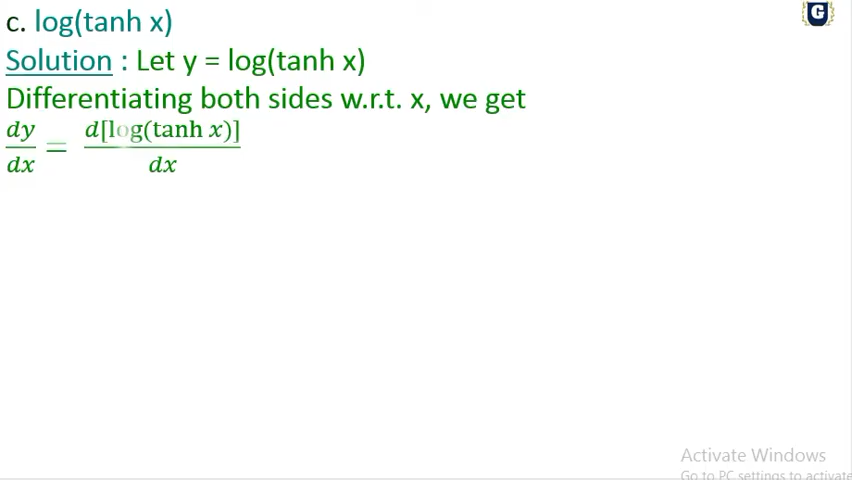 c. log(tanh x)
Solution : Let y = log(tanh x)
Differentiating both sides w.r.t. x, we get
dy/dx = d[log(tanh x)]/dx
G
Activate Windows
Go to PC settings to activate